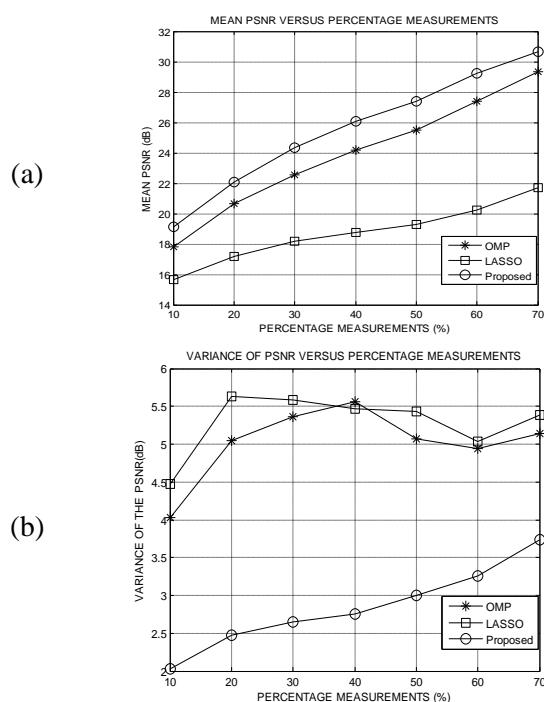 MEAN PSNR VERSUS PERCENTAGE MEASUREMENTS
32
30
28
26
24
22
20
18
16
14
MEAN PSNR (dB)
(a)
OMP
LASSO
Proposed
10 20 30 40 50 60 70
PERCENTAGE MEASUREMENTS (%)
VARIANCE OF PSNR VERSUS PERCENTAGE MEASUREMENTS
6
5.5
5
4.5
4
3.5
3
2.5
2
VARIANCE OF THE PSNR(dB)
(b)
OMP
LASSO
Proposed
10 20 30 40 50 60 70
PERCENTAGE MEASUREMENTS (%)